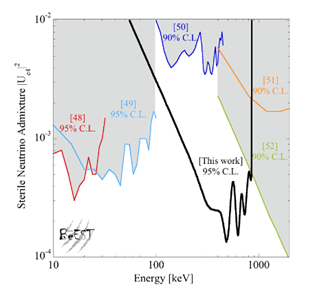 10⁻²
[50]
90% C.L.
[51]
90% C.L.
Sterile Neutrino Admixture |Ue4|²
[48]
95% C.L.
[49]
95% C.L.
10⁻³
[This work]
95% C.L.
[52]
90% C.L.
BeEST
10⁻⁴
10
100
1000
Energy [keV]